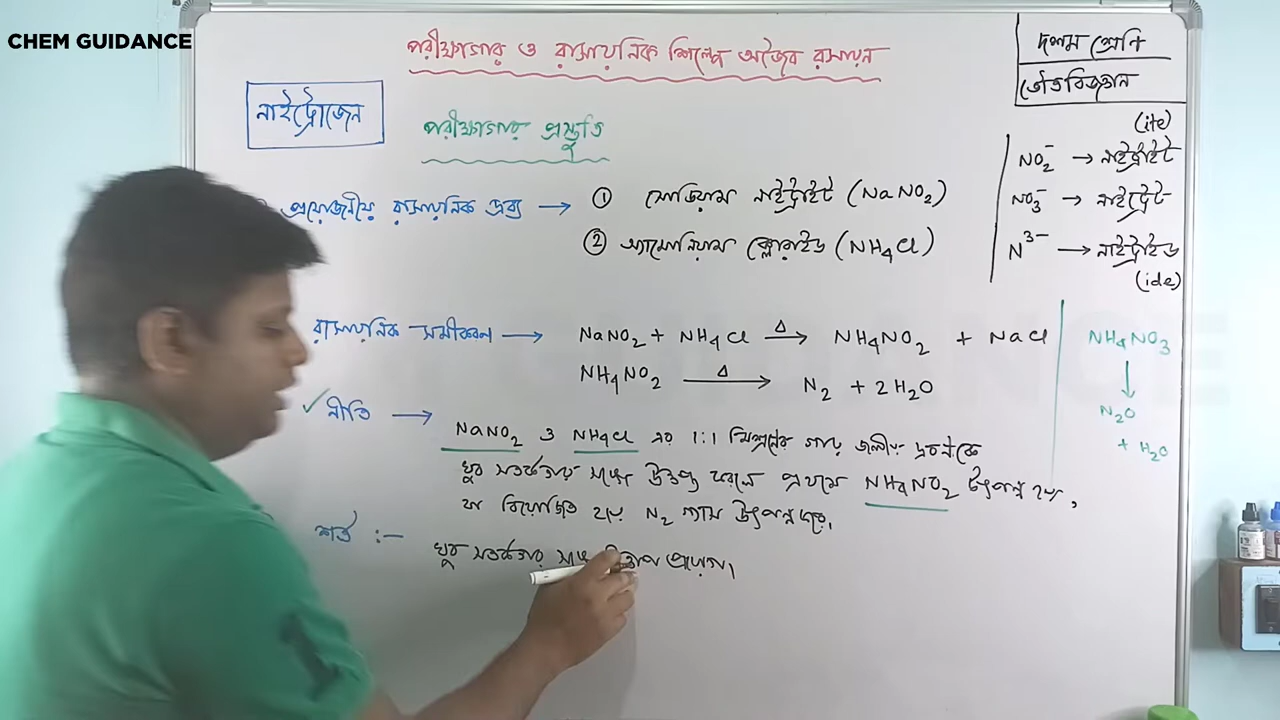 CHEM GUIDANCE
পরীক্ষাগার ও রাসায়নিক শিল্পে অজৈব রসায়ন
দশম শ্রেণি
ভৌতবিজ্ঞান
নাইট্রোজেন
পরীক্ষাগার প্রস্তুতি
প্রয়োজনীয় রাসায়নিক দ্রব্য → ① সোডিয়াম নাইট্রাইট (NaNO₂)
② অ্যামোনিয়াম ক্লোরাইড (NH₄Cl)
(ite)
NO₂⁻ → নাইট্রাইট
NO₃⁻ → নাইট্রেট
N³⁻ → নাইট্রাইড
(ide)
রাসায়নিক সমীকরণ → NaNO₂ + NH₄Cl —Δ→ NH₄NO₂ + NaCl
NH₄NO₂ —Δ→ N₂ + 2H₂O
NH₄NO₃
↓
N₂O
+ H₂O
✓ নীতি → NaNO₂ ও NH₄Cl এর 1:1 মিশ্রণের গাঢ় জলীয় দ্রবণকে
খুব সতর্কতার সঙ্গে উত্তপ্ত করলে প্রথমে NH₄NO₂ উৎপন্ন হয়,
যা বিয়োজিত হয়ে N₂ গ্যাস উৎপন্ন করে।
শর্ত :- খুব সতর্কতার সঙ্গে প্রয়োগ।